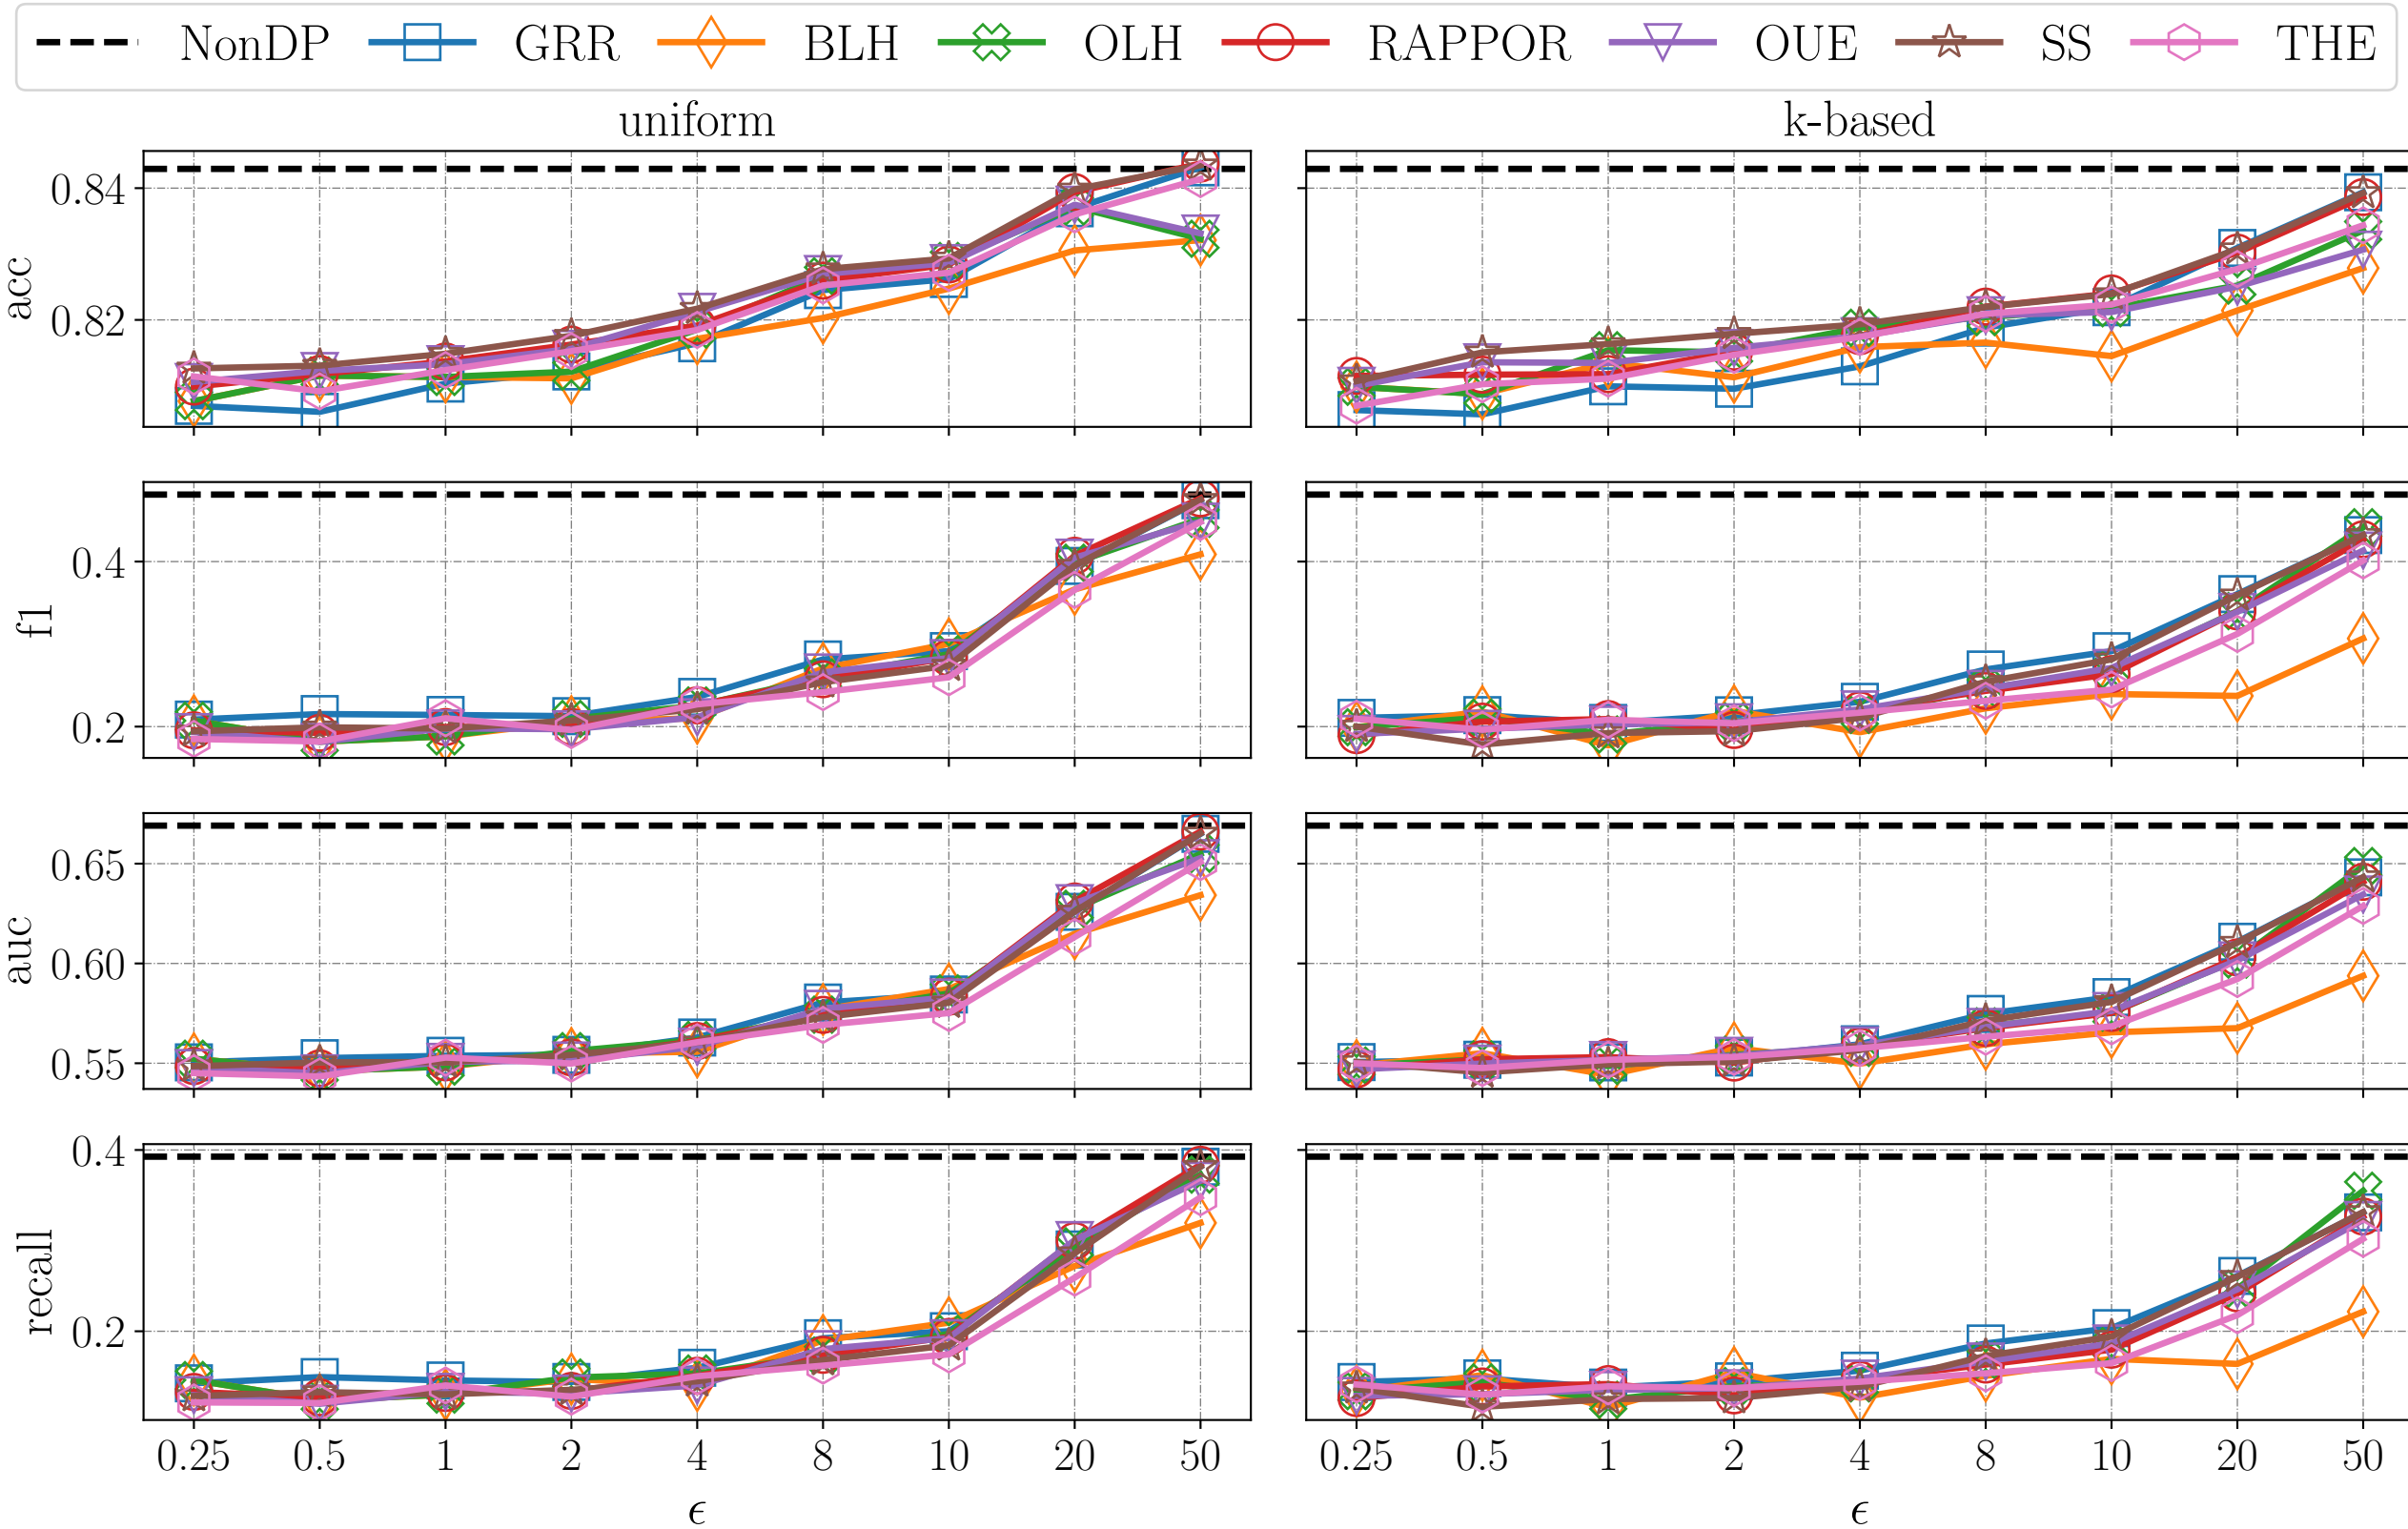 NonDP GRR BLH OLH RAPPOR OUE SS THE
uniform k-based
acc
0.84
0.82
f1
0.4
0.2
auc
0.65
0.60
0.55
recall
0.4
0.2
0.25 0.5 1 2 4 8 10 20 50 0.25 0.5 1 2 4 8 10 20 50
ϵ ϵ